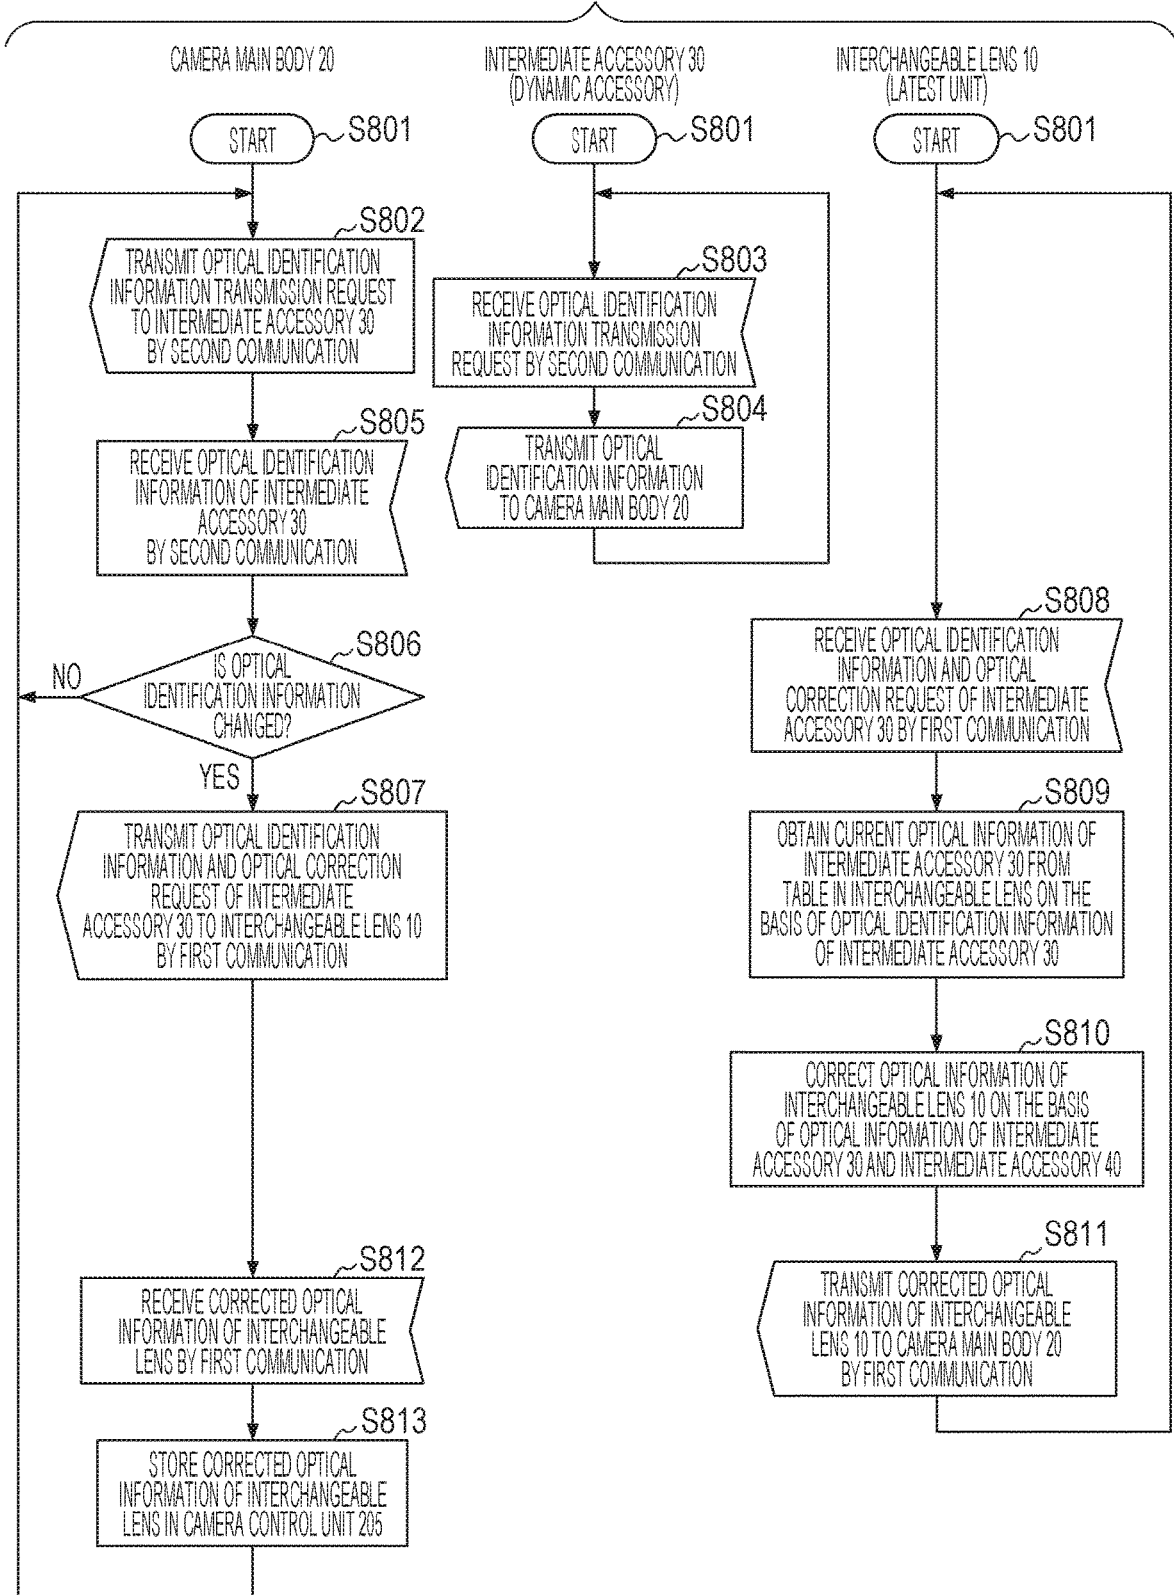 CAMERA MAIN BODY 20
START
S801
S802
TRANSMIT OPTICAL IDENTIFICATION
INFORMATION TRANSMISSION REQUEST
TO INTERMEDIATE ACCESSORY 30
BY SECOND COMMUNICATION
S805
RECEIVE OPTICAL IDENTIFICATION
INFORMATION OF INTERMEDIATE
ACCESSORY 30
BY SECOND COMMUNICATION
S806
IS OPTICAL
IDENTIFICATION INFORMATION
CHANGED?
NO
YES
S807
TRANSMIT OPTICAL IDENTIFICATION
INFORMATION AND OPTICAL CORRECTION
REQUEST OF INTERMEDIATE
ACCESSORY 30 TO INTERCHANGEABLE LENS 10
BY FIRST COMMUNICATION
S812
RECEIVE CORRECTED OPTICAL
INFORMATION OF INTERCHANGEABLE
LENS BY FIRST COMMUNICATION
S813
STORE CORRECTED OPTICAL
INFORMATION OF INTERCHANGEABLE
LENS IN CAMERA CONTROL UNIT 205
INTERMEDIATE ACCESSORY 30
(DYNAMIC ACCESSORY)
START
S801
S803
RECEIVE OPTICAL IDENTIFICATION
INFORMATION TRANSMISSION
REQUEST BY SECOND COMMUNICATION
S804
TRANSMIT OPTICAL
IDENTIFICATION INFORMATION
TO CAMERA MAIN BODY 20
INTERCHANGEABLE LENS 10
(LATEST UNIT)
START
S801
S808
RECEIVE OPTICAL IDENTIFICATION
INFORMATION AND OPTICAL
CORRECTION REQUEST OF INTERMEDIATE
ACCESSORY 30 BY FIRST COMMUNICATION
S809
OBTAIN CURRENT OPTICAL INFORMATION OF
INTERMEDIATE ACCESSORY 30 FROM
TABLE IN INTERCHANGEABLE LENS ON THE
BASIS OF OPTICAL IDENTIFICATION INFORMATION
OF INTERMEDIATE ACCESSORY 30
S810
CORRECT OPTICAL INFORMATION OF
INTERCHANGEABLE LENS 10 ON THE BASIS
OF OPTICAL INFORMATION OF INTERMEDIATE
ACCESSORY 30 AND INTERMEDIATE ACCESSORY 40
S811
TRANSMIT CORRECTED OPTICAL
INFORMATION OF INTERCHANGEABLE
LENS 10 TO CAMERA MAIN BODY 20
BY FIRST COMMUNICATION